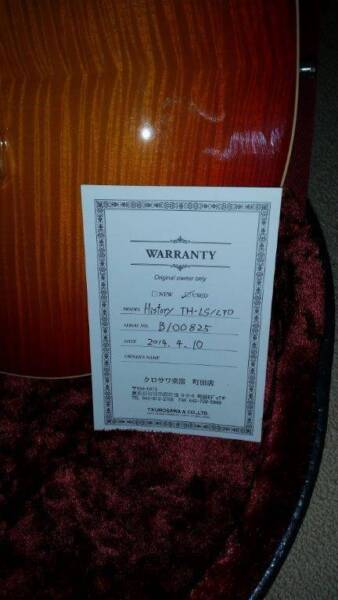 WARRANTY
Original owner only
NEW USED
MODEL History TH-LS/LTD
SERIAL NO. B100825
DATE 2014. 4. 10
OWNER'S NAME
クロサワ楽器 町田店
T.KUROSAWA & CO.,LTD.